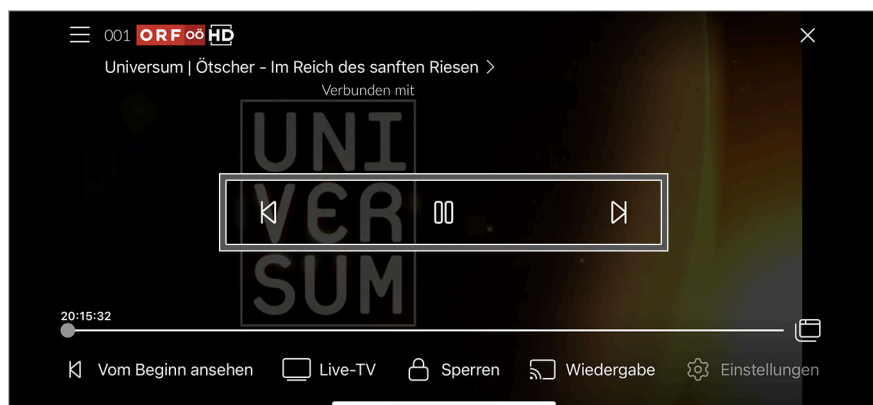 001 ORF oö HD
Universum | Ötscher - Im Reich des sanften Riesen >
Verbunden mit
UNI
VER
SUM
20:15:32
Vom Beginn ansehen Live-TV Sperren Wiedergabe Einstellungen